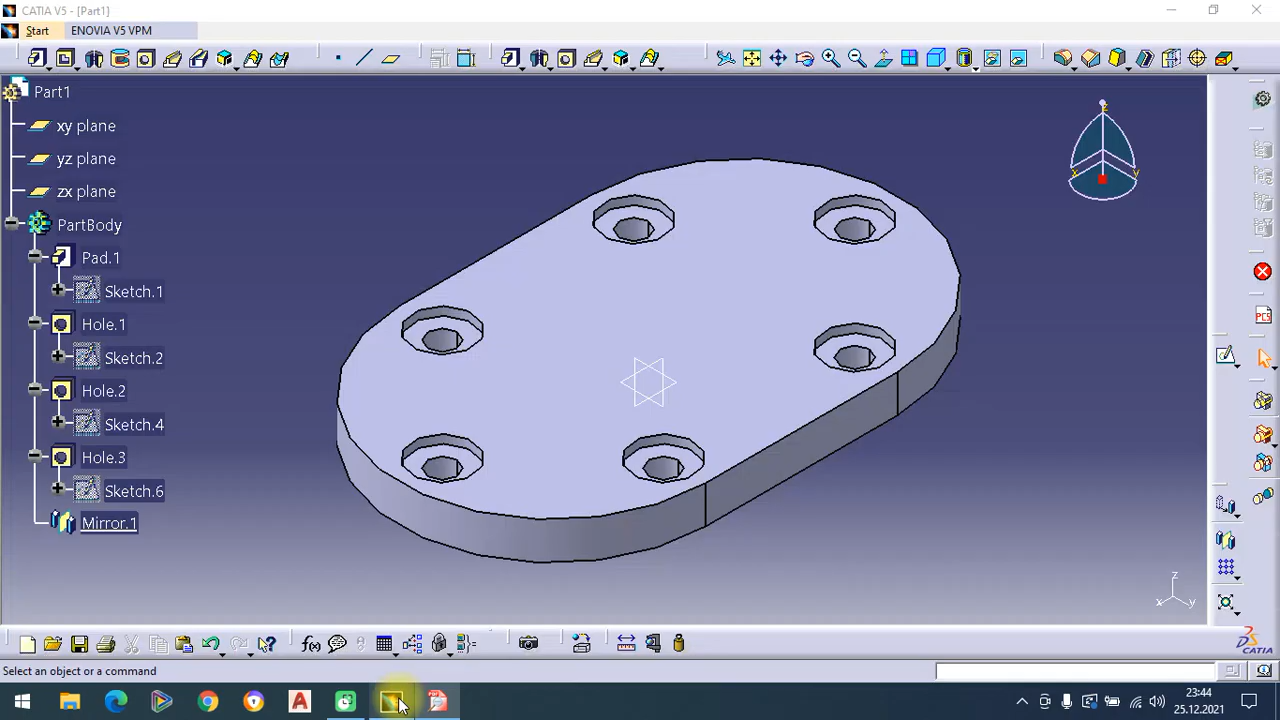 CATIA V5 - [Part1]
Start
ENOVIA V5 VPM
Part1
xy plane
yz plane
zx plane
PartBody
Pad.1
Sketch.1
Hole.1
Sketch.2
Hole.2
Sketch.4
Hole.3
Sketch.6
Mirror.1
z
x
y
z
x
y
PCS
f(x)
CATIA
Select an object or a command
23:44
25.12.2021